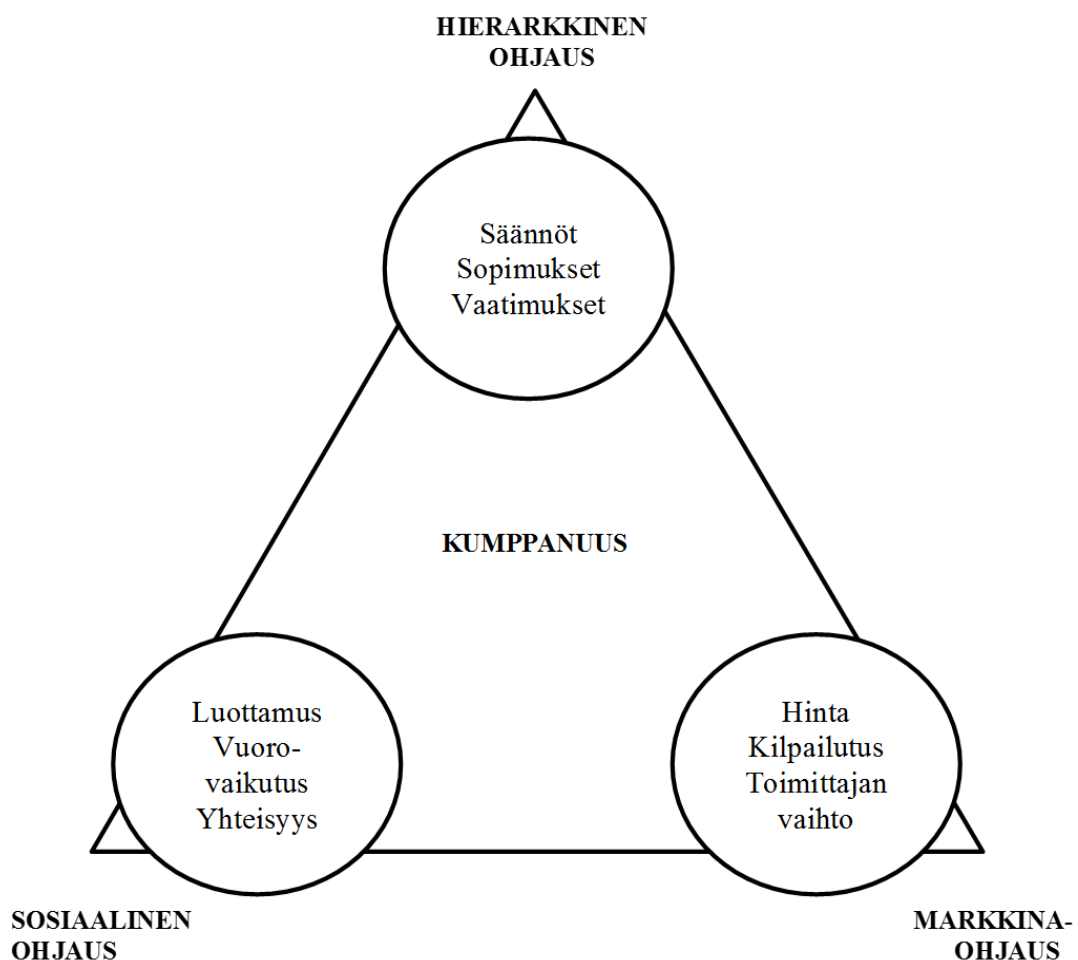 HIERARKKINEN
OHJAUS
Säännöt
Sopimukset
Vaatimukset
KUMPPANUUS
Luottamus
Vuoro-
vaikutus
Yhteisyys
Hinta
Kilpailutus
Toimittajan
vaihto
SOSIAALINEN
OHJAUS
MARKKINA-
OHJAUS